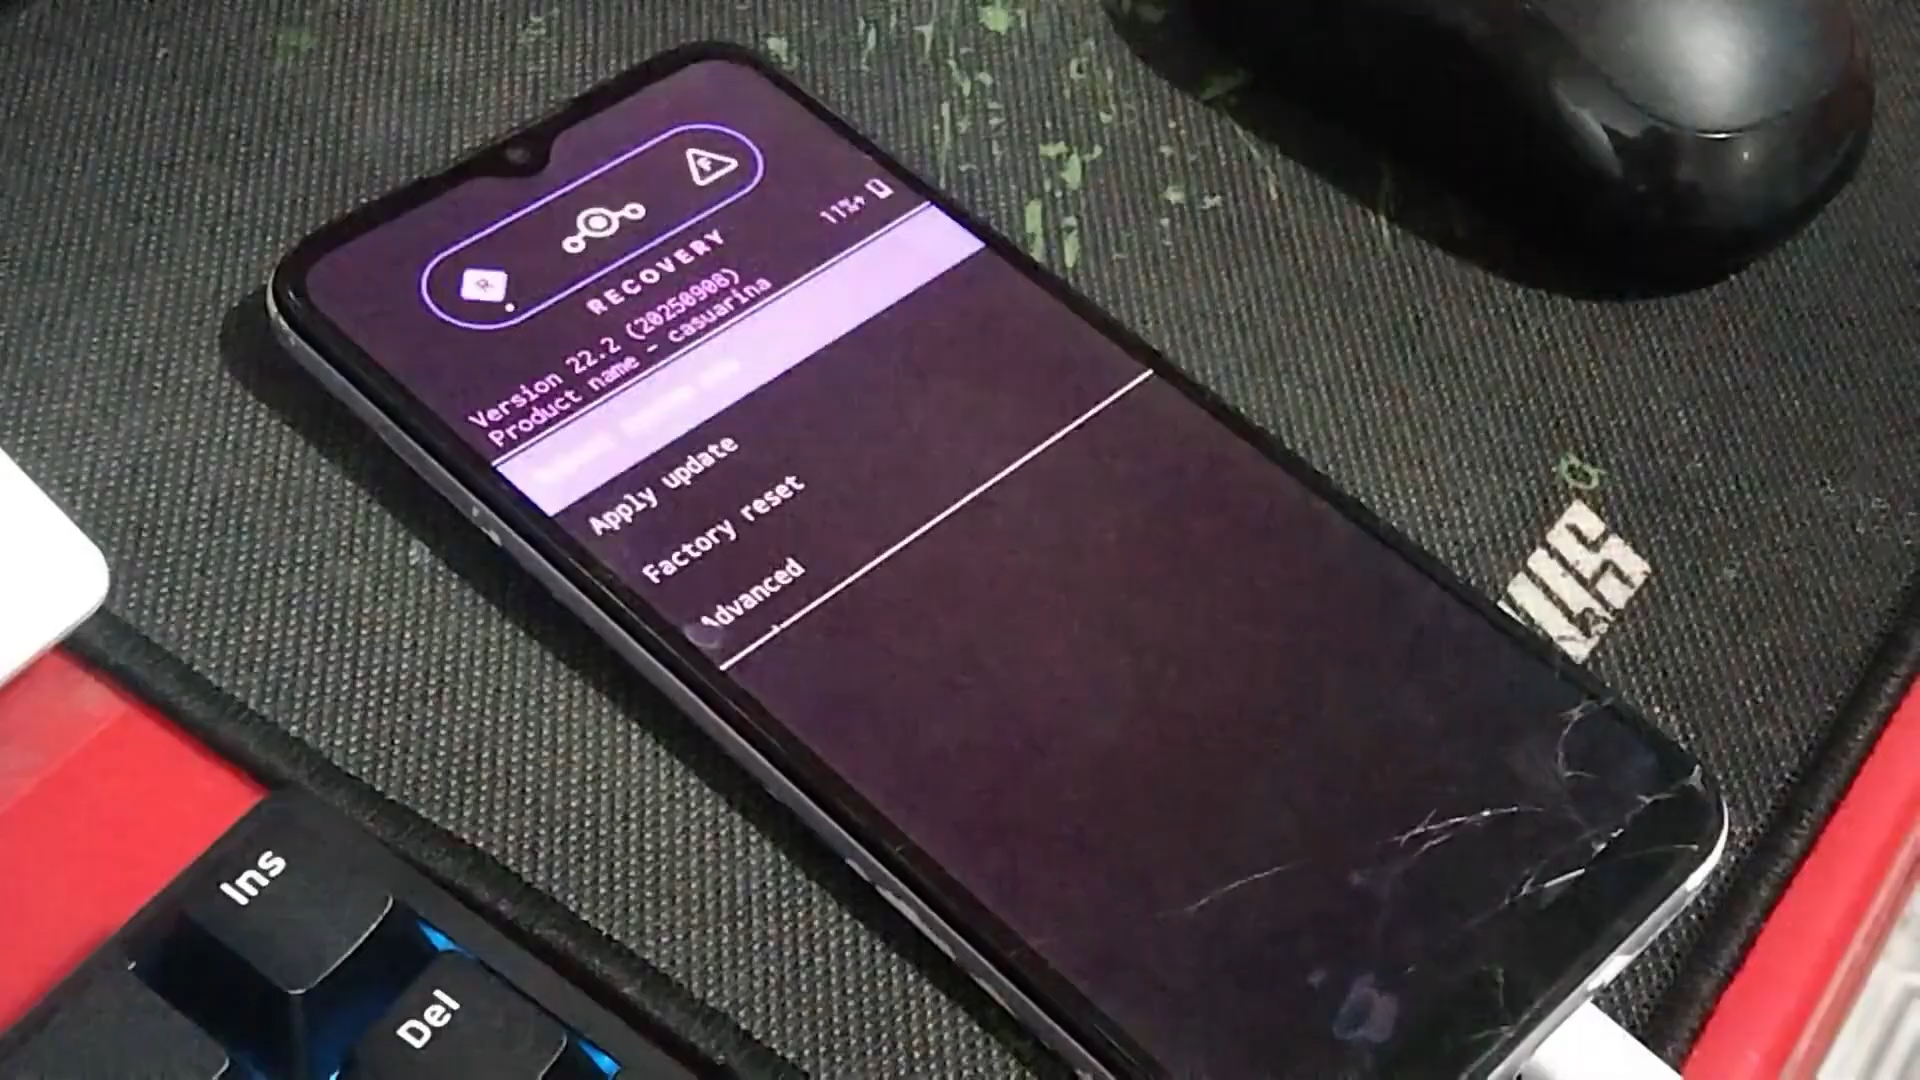 R
F
11%+
RECOVERY
Version 22.2 (20250908)
Product name - casuarina
Apply update
Factory reset
Advanced
Ins
Del